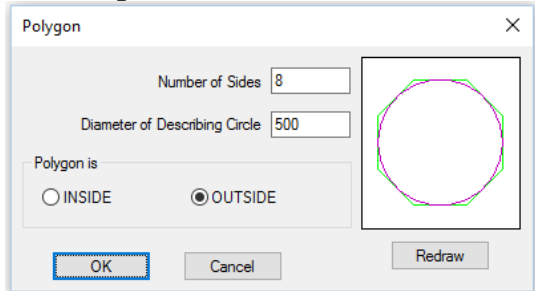 Polygon
Number of Sides 8
Diameter of Describing Circle 500
Polygon is
INSIDE OUTSIDE
OK Cancel Redraw